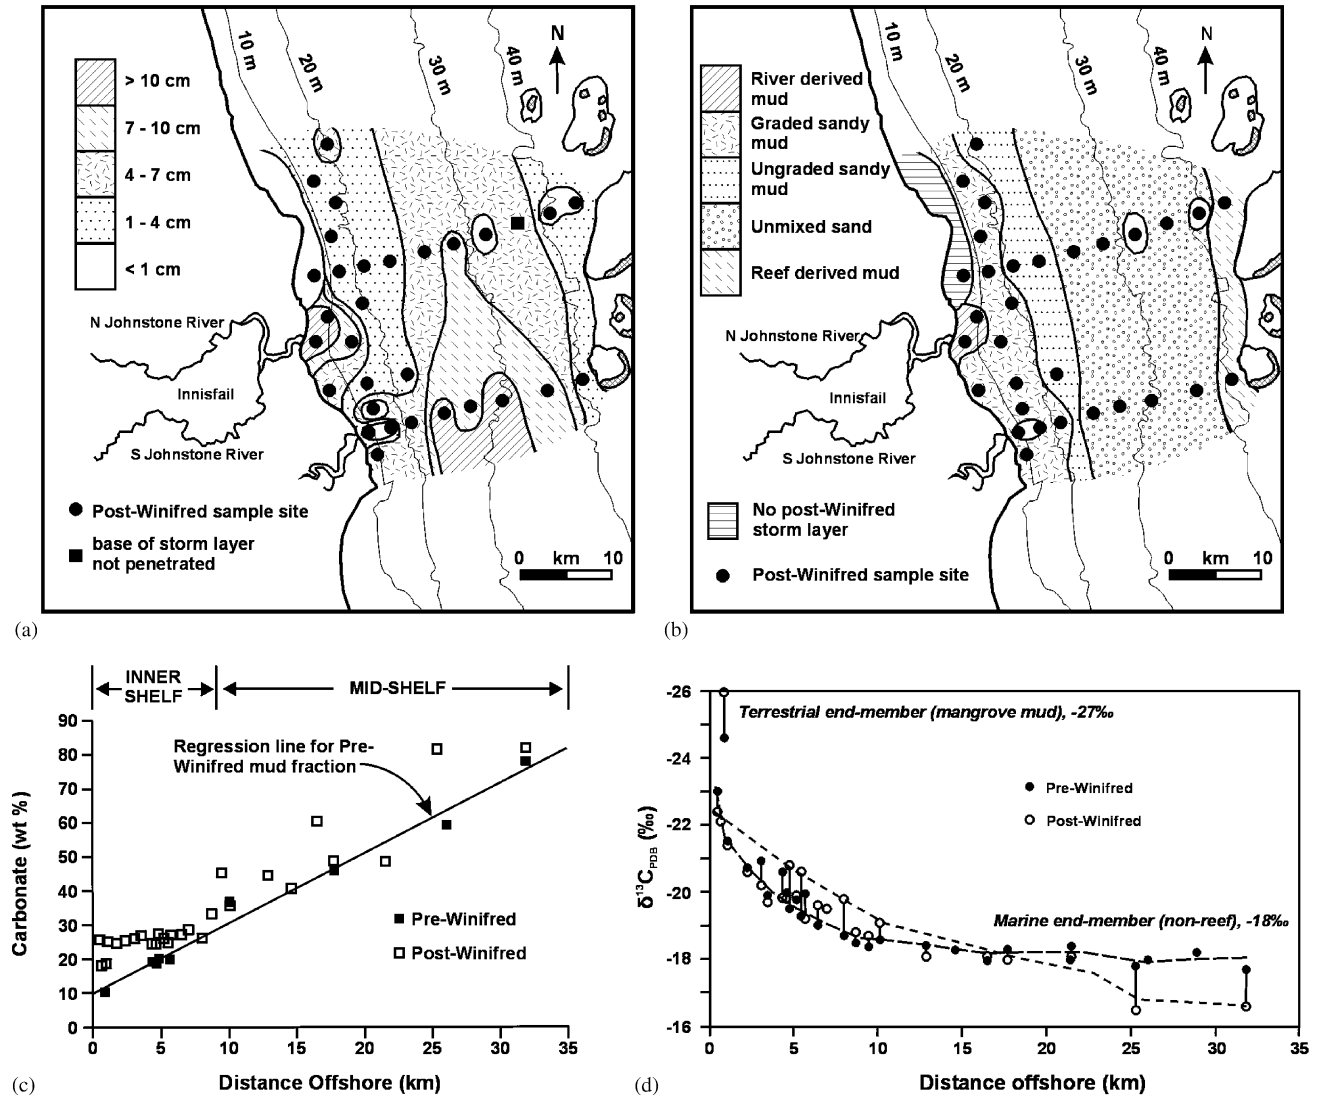 10 m
20 m
30 m
40 m
N
> 10 cm
7 - 10 cm
4 - 7 cm
1 - 4 cm
< 1 cm
N Johnstone River
Innisfail
S Johnstone River
Post-Winifred sample site
base of storm layer
not penetrated
0 km 10
(a)
10 m
20 m
30 m
40 m
N
River derived
mud
Graded sandy
mud
Ungraded sandy
mud
Unmixed sand
Reef derived mud
N Johnstone River
Innisfail
S Johnstone River
No post-Winifred
storm layer
Post-Winifred sample site
0 km 10
(b)
INNER
SHELF
MID-SHELF
Regression line for Pre-
Winifred mud fraction
Pre-Winifred
Post-Winifred
Carbonate (wt %)
90
80
70
60
50
40
30
20
10
0
0 5 10 15 20 25 30 35
Distance Offshore (km)
(c)
Terrestrial end-member (mangrove mud), -27‰
Pre-Winifred
Post-Winifred
Marine end-member (non-reef), -18‰
δ¹³C PDB (‰)
-26
-24
-22
-20
-18
-16
0 5 10 15 20 25 30 35
Distance offshore (km)
(d)